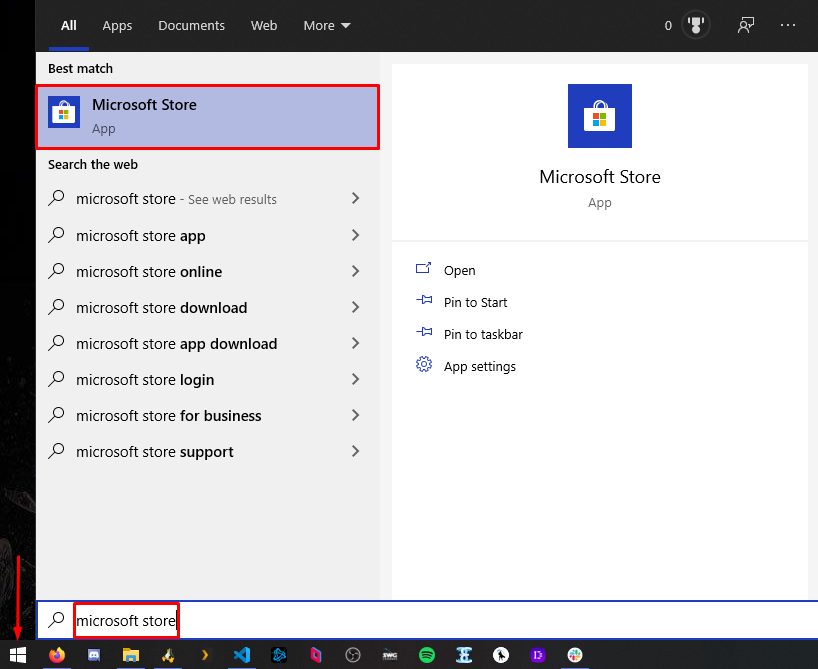 All Apps Documents Web More 0 ...
Best match
Microsoft Store
App
Search the web
microsoft store - See web results
microsoft store app
microsoft store online
microsoft store download
microsoft store app download
microsoft store login
microsoft store for business
microsoft store support
Microsoft Store
App
Open
Pin to Start
Pin to taskbar
App settings
microsoft store
SWG